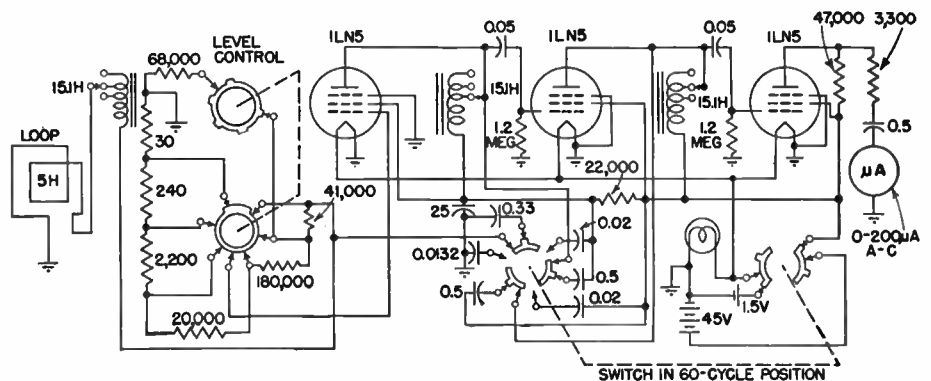 LEVEL
CONTROL
1LN5
0.05
1LN5
0.05
1LN5
47,000
3,300
68,000
15.1H
15.1H
15.1H
LOOP
5H
30
240
2,200
20,000
41,000
180,000
1.2
MEG
1.2
MEG
22,000
0.5
μA
0-200μA
A-C
25
0.33
0.02
0.0132
0.5
0.5
0.02
45V
1.5V
SWITCH IN 60-CYCLE POSITION